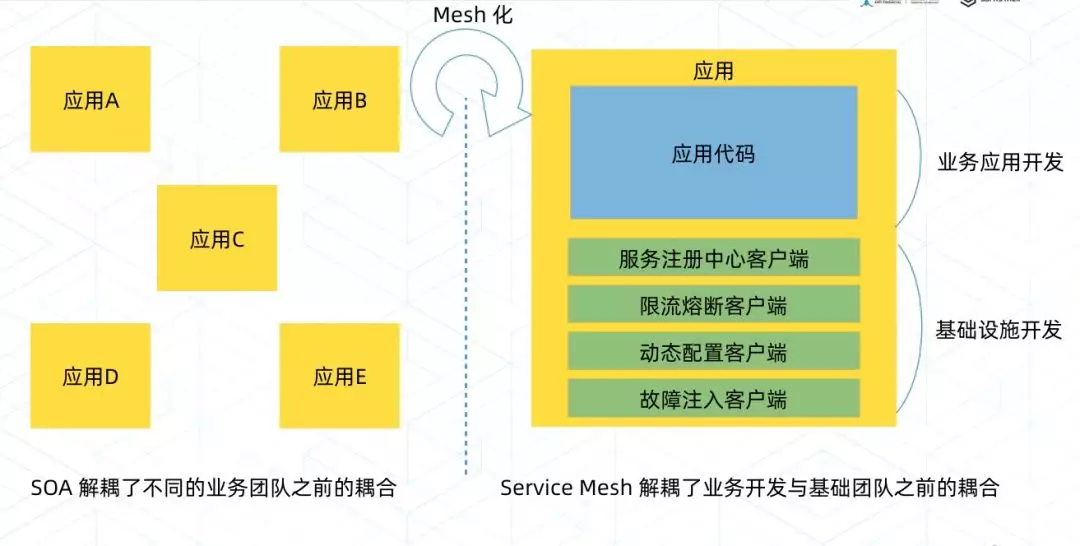 Mesh 化
应用A
应用B
应用C
应用D
应用E
SOA 解耦了不同的业务团队之前的耦合
应用
应用代码
业务应用开发
服务注册中心客户端
限流熔断客户端
动态配置客户端
故障注入客户端
基础设施开发
Service Mesh 解耦了业务开发与基础团队之前的耦合